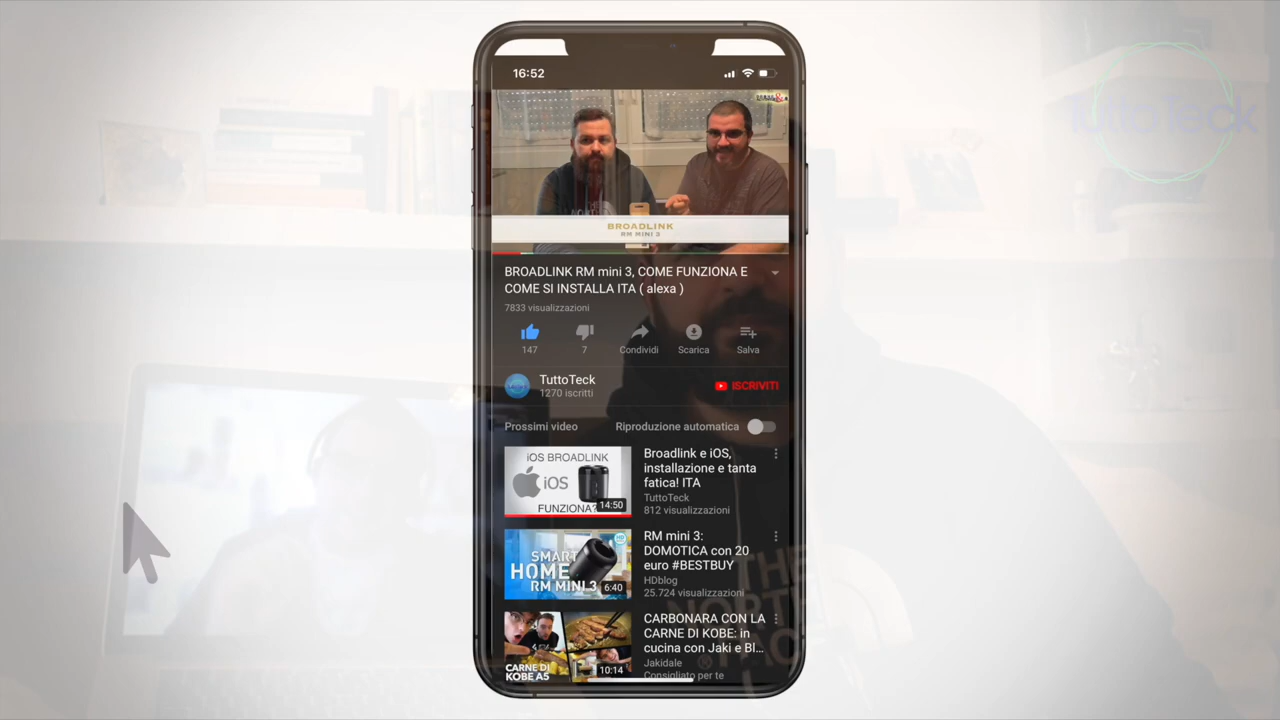 TuttoTeck
16:52
BROADLINK
RM MINI 3
BROADLINK RM mini 3, COME FUNZIONA E
COME SI INSTALLA ITA ( alexa )
7833 visualizzazioni
147
7
Condividi
Scarica
Salva
TuttoTeck
1270 iscritti
ISCRIVITI
Prossimi video
Riproduzione automatica
iOS BROADLINK
iOS
FUNZIONA?
14:50
Broadlink e iOS,
installazione e tanta
fatica! ITA
TuttoTeck
812 visualizzazioni
SMART
HOME
RM MINI 3
6:40
RM mini 3:
DOMOTICA con 20
euro #BESTBUY
HDblog
25.724 visualizzazioni
CARNE DI
KOBE A5
10:14
CARBONARA CON LA
CARNE DI KOBE: in
cucina con Jaki e Bl...
Jakidale
Consigliato per te
THE
NORTH
FACE